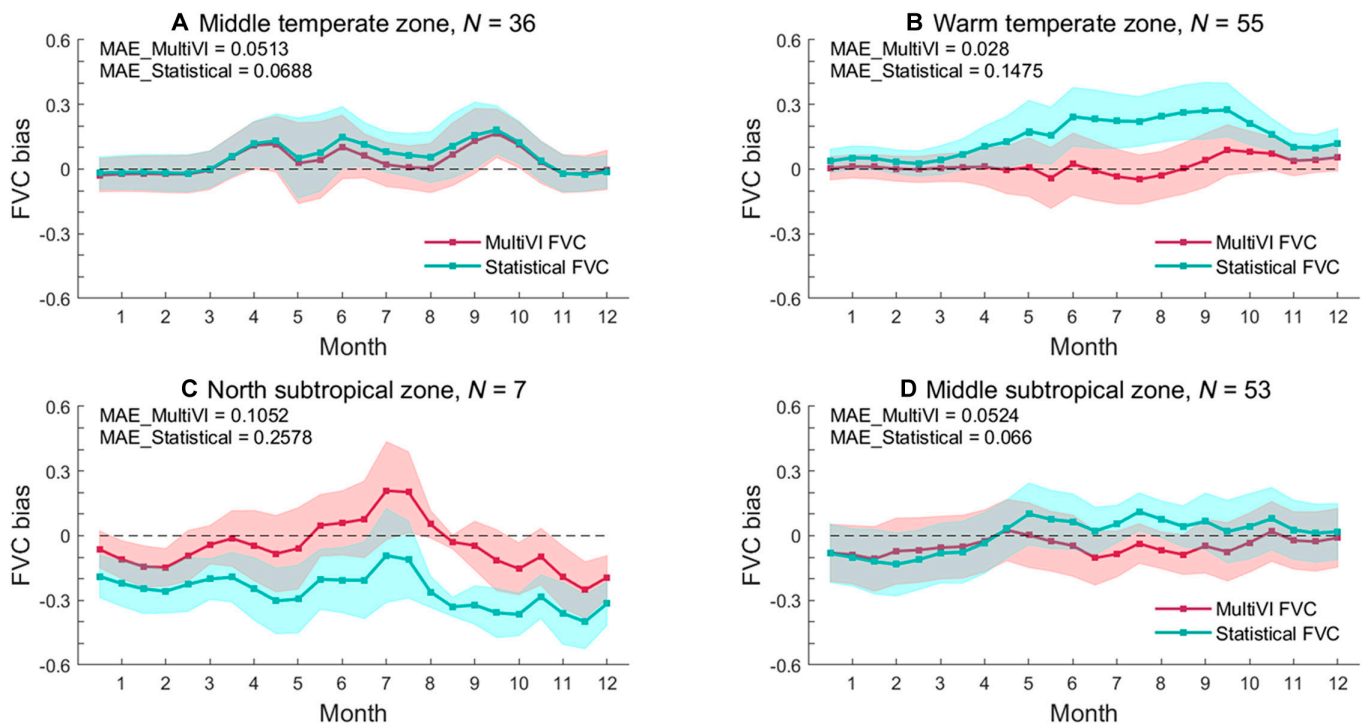 A Middle temperate zone, N = 36
MAE_MultiVI = 0.0513
MAE_Statistical = 0.0688
0.6
0.3
0
-0.3
-0.6
FVC bias
MultiVI FVC
Statistical FVC
1 2 3 4 5 6 7 8 9 10 11 12
Month
B Warm temperate zone, N = 55
MAE_MultiVI = 0.028
MAE_Statistical = 0.1475
0.6
0.3
0
-0.3
-0.6
FVC bias
MultiVI FVC
Statistical FVC
1 2 3 4 5 6 7 8 9 10 11 12
Month
C North subtropical zone, N = 7
MAE_MultiVI = 0.1052
MAE_Statistical = 0.2578
0.6
0.3
0
-0.3
-0.6
FVC bias
1 2 3 4 5 6 7 8 9 10 11 12
Month
D Middle subtropical zone, N = 53
MAE_MultiVI = 0.0524
MAE_Statistical = 0.066
0.6
0.3
0
-0.3
-0.6
FVC bias
MultiVI FVC
Statistical FVC
1 2 3 4 5 6 7 8 9 10 11 12
Month